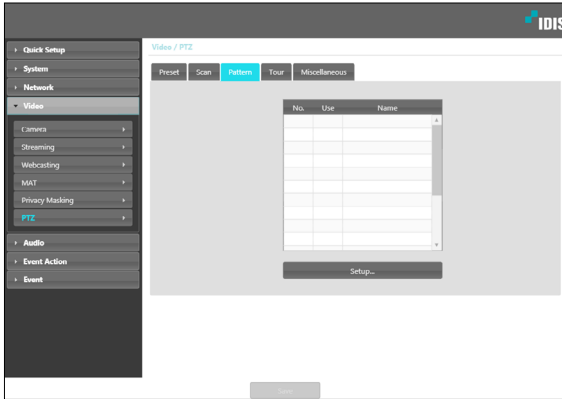 IDIS
Quick Setup
System
Network
Video
Camera
Streaming
Webcasting
MAT
Privacy Masking
PTZ
Audio
Event Action
Event
Video / PTZ
Preset Scan Pattern Tour Miscellaneous
No. Use Name
Setup...
Save